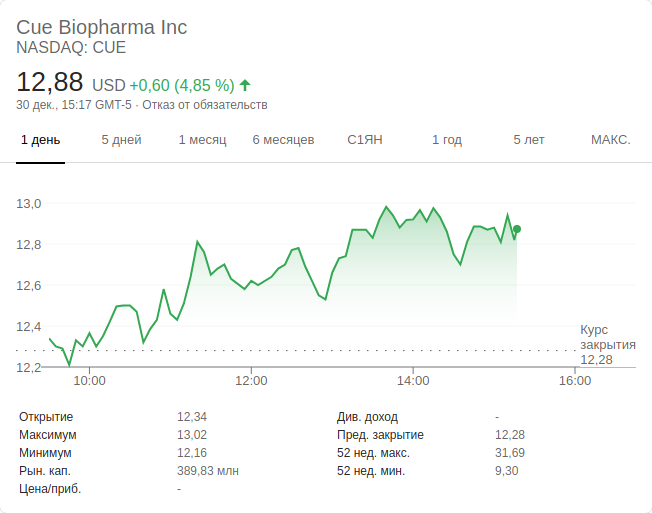 Cue Biopharma Inc
NASDAQ: CUE
12,88 USD +0,60 (4,85 %) ↑
30 дек., 15:17 GMT-5 · Отказ от обязательств
1 день 5 дней 1 месяц 6 месяцев С1ЯН 1 год 5 лет МАКС.
13,0
12,8
12,6
12,4
12,2
Курс
закрытия
12,28
10:00 12:00 14:00 16:00
Открытие 12,34 Див. доход -
Максимум 13,02 Пред. закрытие 12,28
Минимум 12,16 52 нед. макс. 31,69
Рын. кап. 389,83 млн 52 нед. мин. 9,30
Цена/приб. -